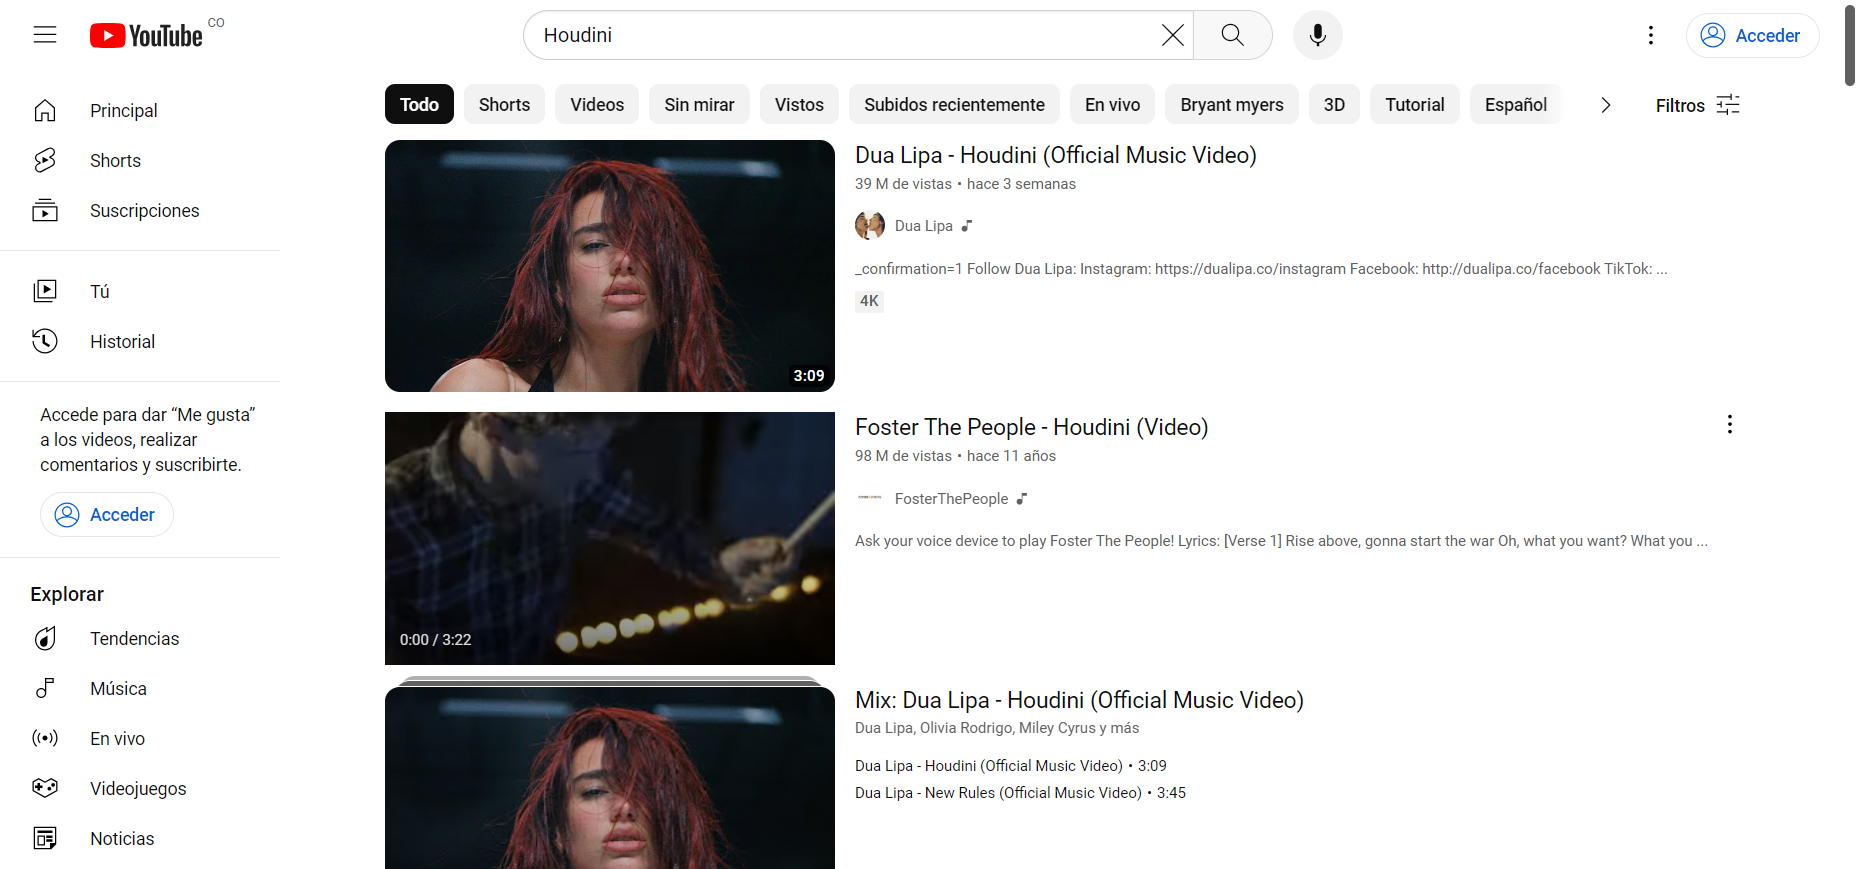 YouTube CO
Houdini
Acceder
Principal
Shorts
Suscripciones
Tú
Historial
Accede para dar “Me gusta”
a los videos, realizar
comentarios y suscribirte.
Acceder
Explorar
Tendencias
Música
En vivo
Videojuegos
Noticias
Todo Shorts Videos Sin mirar Vistos Subidos recientemente En vivo Bryant myers 3D Tutorial Español Filtros
3:09
Dua Lipa - Houdini (Official Music Video)
39 M de vistas • hace 3 semanas
Dua Lipa
_confirmation=1 Follow Dua Lipa: Instagram: https://dualipa.co/instagram Facebook: http://dualipa.co/facebook TikTok: ...
4K
0:00 / 3:22
Foster The People - Houdini (Video)
98 M de vistas • hace 11 años
FosterThePeople
Ask your voice device to play Foster The People! Lyrics: [Verse 1] Rise above, gonna start the war Oh, what you want? What you ...
Mix: Dua Lipa - Houdini (Official Music Video)
Dua Lipa, Olivia Rodrigo, Miley Cyrus y más
Dua Lipa - Houdini (Official Music Video) • 3:09
Dua Lipa - New Rules (Official Music Video) • 3:45